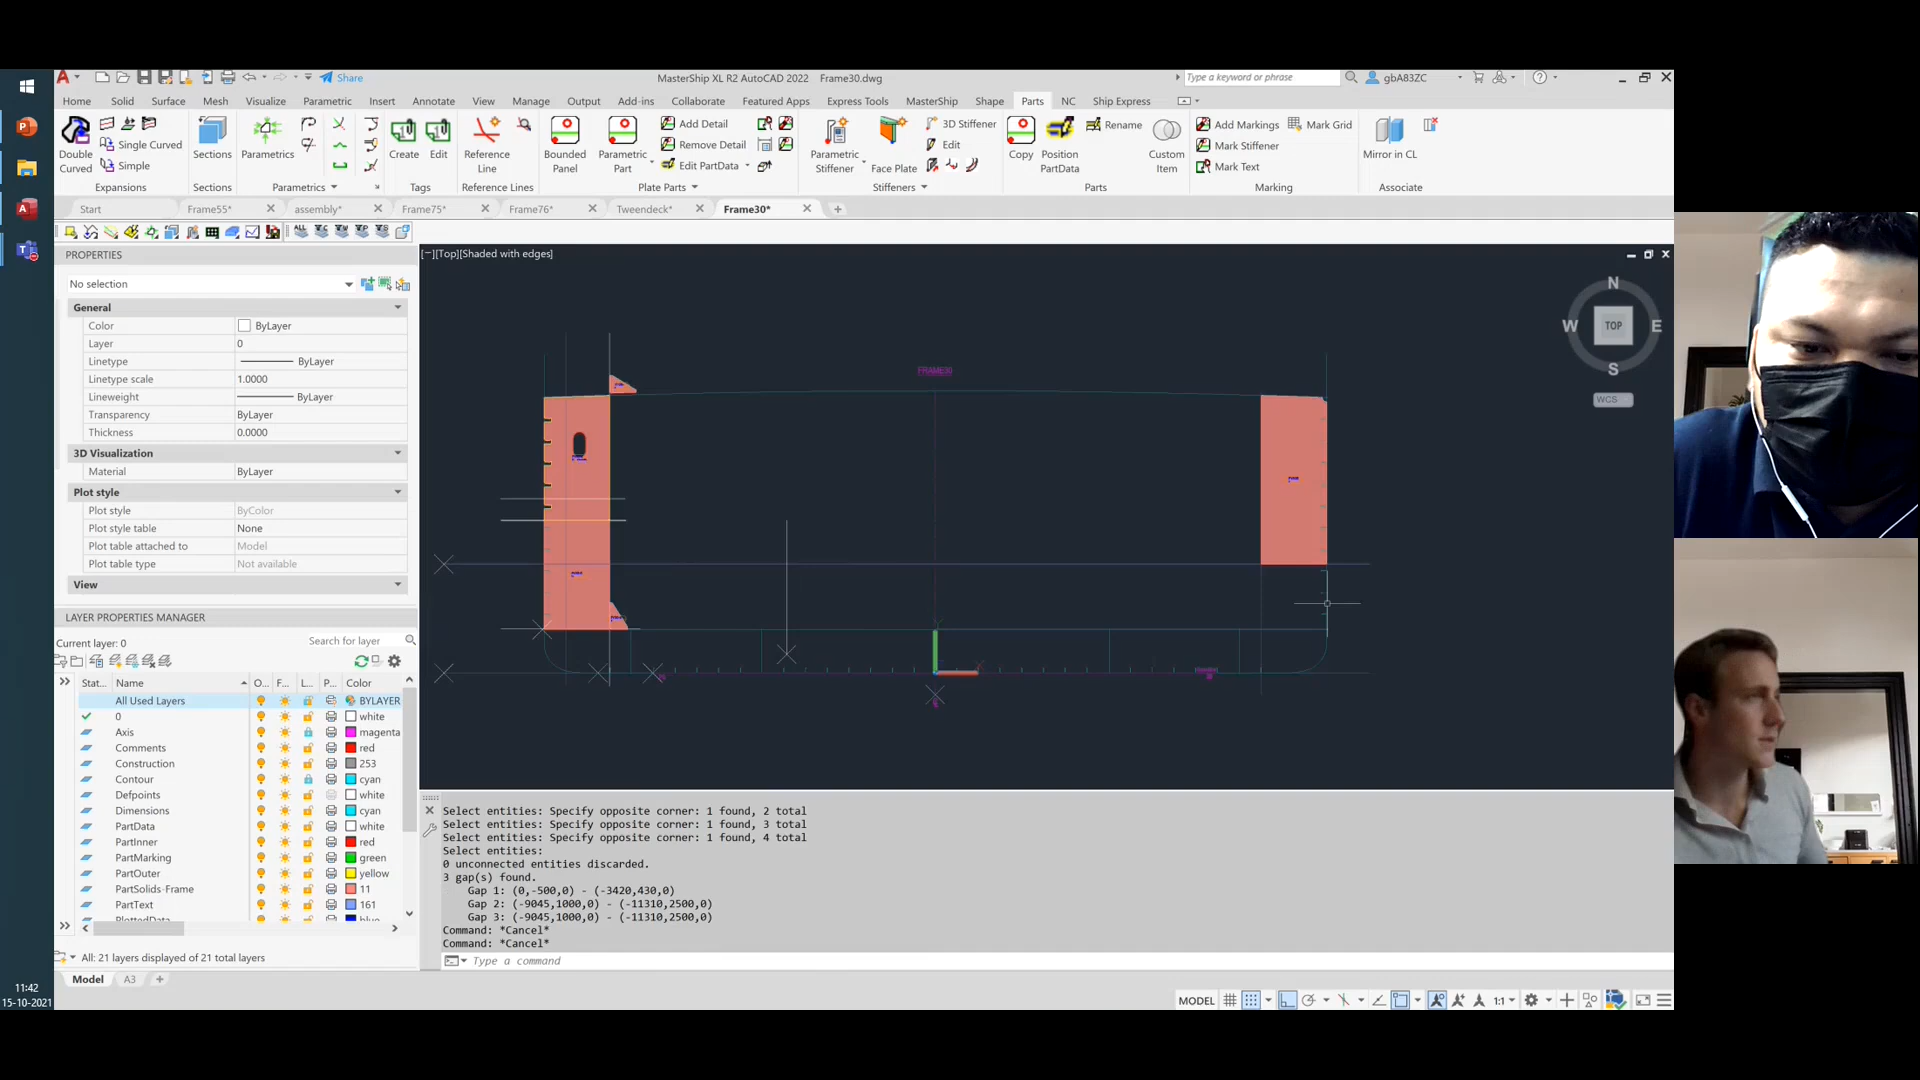 MasterShip XL R2 AutoCAD 2022 Frame30.dwg
Share
Type a keyword or phrase
gbA83ZC
Home Solid Surface Mesh Visualize Parametric Insert Annotate View Manage Output Add-ins Collaborate Featured Apps Express Tools MasterShip Shape Parts NC Ship Express
Double Curved
Single Curved
Simple
Sections
Parametrics
Create
Edit
Reference Line
Bounded Panel
Parametric Part
Add Detail
Remove Detail
Edit PartData
Parametric Stiffener
Face Plate
3D Stiffener
Edit
Copy
Position PartData
Rename
Custom Item
Add Markings
Mark Grid
Mark Stiffener
Mark Text
Mirror in CL
Expansions Sections Parametrics Tags Reference Lines Plate Parts Stiffeners Parts Marking Associate
Start Frame55* assembly* Frame75* Frame76* Tweendeck* Frame30*
PROPERTIES
No selection
General
Color ByLayer
Layer 0
Linetype ByLayer
Linetype scale 1.0000
Lineweight ByLayer
Transparency ByLayer
Thickness 0.0000
3D Visualization
Material ByLayer
Plot style
Plot style ByColor
Plot style table None
Plot table attached to Model
Plot table type Not available
View
LAYER PROPERTIES MANAGER
Current layer: 0
Search for layer
Stat... Name O... F... L... P... Color
All Used Layers BYLAYER
0 white
Axis magenta
Comments red
Construction 253
Contour cyan
Defpoints white
Dimensions cyan
PartData white
PartInner red
PartMarking green
PartOuter yellow
PartSolids-Frame 11
PartText 161
PlottedData blue
All: 21 layers displayed of 21 total layers
Model A3
[−][Top][Shaded with edges]
FRAME30
N
W TOP E
S
WCS
Select entities: Specify opposite corner: 1 found, 2 total
Select entities: Specify opposite corner: 1 found, 3 total
Select entities: Specify opposite corner: 1 found, 4 total
Select entities:
0 unconnected entities discarded.
3 gap(s) found.
Gap 1: (0,-500,0) - (-3420,430,0)
Gap 2: (-9045,1000,0) - (-11310,2500,0)
Gap 3: (-9045,1000,0) - (-11310,2500,0)
Command: *Cancel*
Command: *Cancel*
Type a command
MODEL 1:1
11:42
15-10-2021